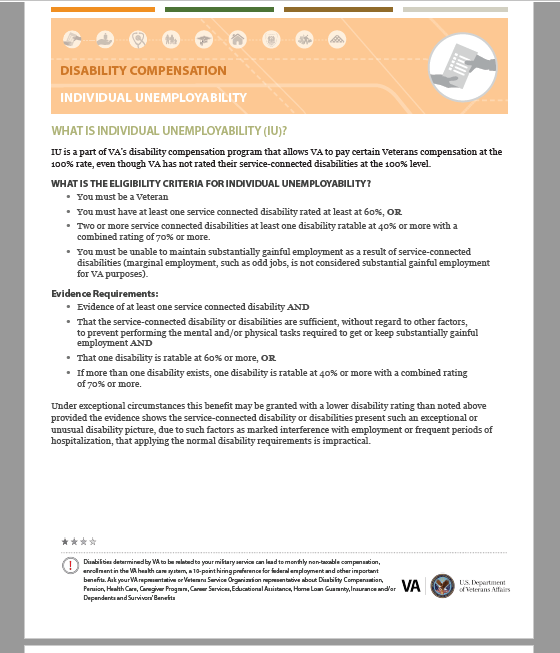 DISABILITY COMPENSATION
INDIVIDUAL UNEMPLOYABILITY
WHAT IS INDIVIDUAL UNEMPLOYABILITY (IU)?
IU is a part of VA's disability compensation program that allows VA to pay certain Veterans compensation at the
100% rate, even though VA has not rated their service-connected disabilities at the 100% level.
WHAT IS THE ELIGIBILITY CRITERIA FOR INDIVIDUAL UNEMPLOYABILITY?
• You must be a Veteran
• You must have at least one service connected disability rated at least at 60%, OR
• Two or more service connected disabilities at least one disability ratable at 40% or more with a
combined rating of 70% or more.
• You must be unable to maintain substantially gainful employment as a result of service-connected
disabilities (marginal employment, such as odd jobs, is not considered substantial gainful employment
for VA purposes).
Evidence Requirements:
• Evidence of at least one service connected disability AND
• That the service-connected disability or disabilities are sufficient, without regard to other factors,
to prevent performing the mental and/or physical tasks required to get or keep substantially gainful
employment AND
• That one disability is ratable at 60% or more, OR
• If more than one disability exists, one disability is ratable at 40% or more with a combined rating
of 70% or more.
Under exceptional circumstances this benefit may be granted with a lower disability rating than noted above
provided the evidence shows the service-connected disability or disabilities present such an exceptional or
unusual disability picture, due to such factors as marked interference with employment or frequent periods of
hospitalization, that applying the normal disability requirements is impractical.
Disabilities determined by VA to be related to your military service can lead to monthly non-taxable compensation,
enrollment in the VA health care system, a 10-point hiring preference for federal employment and other important
benefits. Ask your VA representative or Veterans Service Organization representative about Disability Compensation,
Pension, Health Care, Caregiver Program, Career Services, Educational Assistance, Home Loan Guaranty, Insurance and/or
Dependents and Survivors' Benefits
VA
U.S. Department
of Veterans Affairs